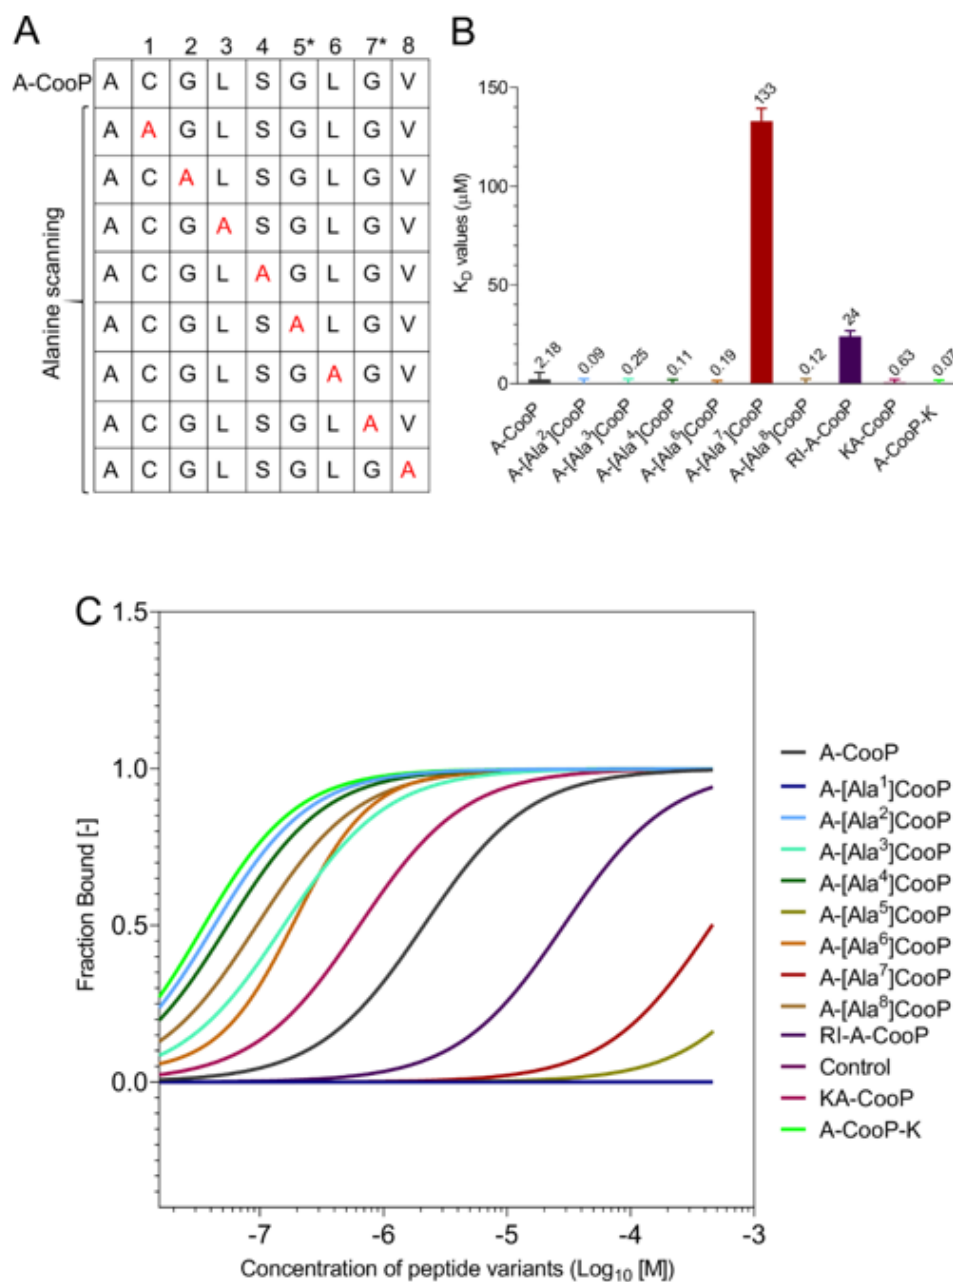 A
1 2 3 4 5* 6 7* 8
A-CooP A C G L S G L G V
A A G L S G L G V
A C A L S G L G V
A C G A S G L G V
A C G L A G L G V
A C G L S A L G V
A C G L S G A G V
A C G L S G L A V
A C G L S G L G A
Alanine scanning
B
150
100
50
0
K_D values (μM)
2.18 0.09 0.25 0.11 0.19 133 0.12 24 0.63 0.07
A-CooP
A-[Ala²]CooP
A-[Ala³]CooP
A-[Ala⁴]CooP
A-[Ala⁶]CooP
A-[Ala⁷]CooP
A-[Ala⁸]CooP
RI-A-CooP
KA-CooP
A-CooP-K
C
1.5
1.0
0.5
0.0
Fraction Bound [-]
-7 -6 -5 -4 -3
Concentration of peptide variants (Log₁₀ [M])
A-CooP
A-[Ala¹]CooP
A-[Ala²]CooP
A-[Ala³]CooP
A-[Ala⁴]CooP
A-[Ala⁵]CooP
A-[Ala⁶]CooP
A-[Ala⁷]CooP
A-[Ala⁸]CooP
RI-A-CooP
Control
KA-CooP
A-CooP-K